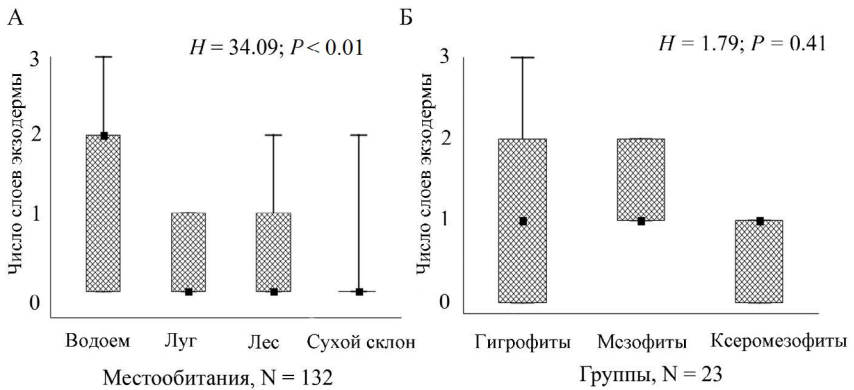 А
H = 34.09; P < 0.01
Число слоев экзодермы
3
2
1
0
Водоем Луг Лес Сухой склон
Местообитания, N = 132
Б
H = 1.79; P = 0.41
Число слоев экзодермы
3
2
1
0
Гигрофиты Мсзофиты Ксеромезофиты
Группы, N = 23